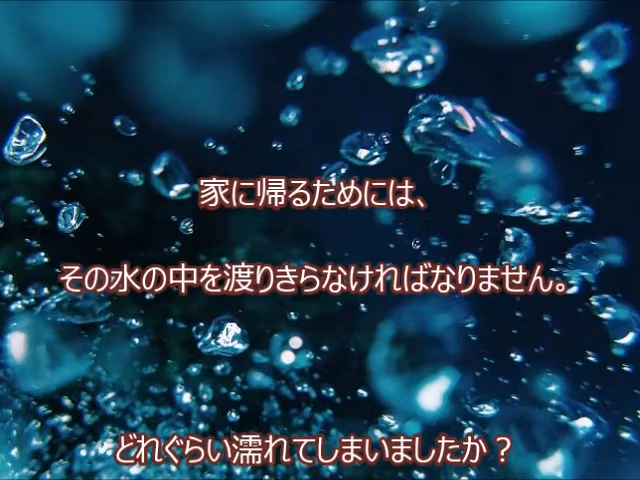 家に帰るためには、
その水の中を渡りきらなければなりません。
どれぐらい濡れてしまいましたか？